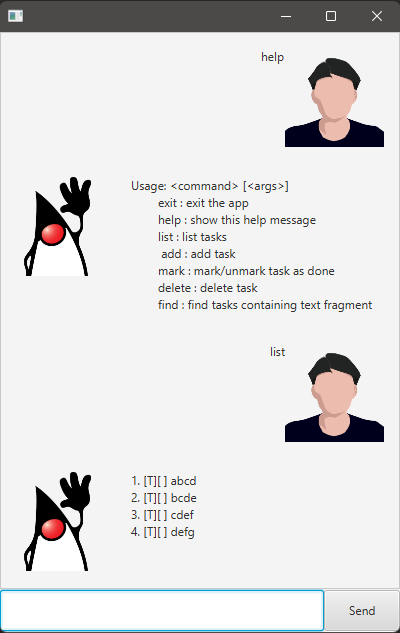 help
Usage: <command> [<args>]
exit : exit the app
help : show this help message
list : list tasks
add : add task
mark : mark/unmark task as done
delete : delete task
find : find tasks containing text fragment
list
1. [T][ ] abcd
2. [T][ ] bcde
3. [T][ ] cdef
4. [T][ ] defg
Send